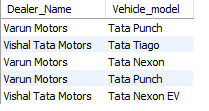 Dealer_Name Vehicle_model
Varun Motors Tata Punch
Vishal Tata Motors Tata Tiago
Varun Motors Tata Nexon
Varun Motors Tata Punch
Vishal Tata Motors Tata Nexon EV